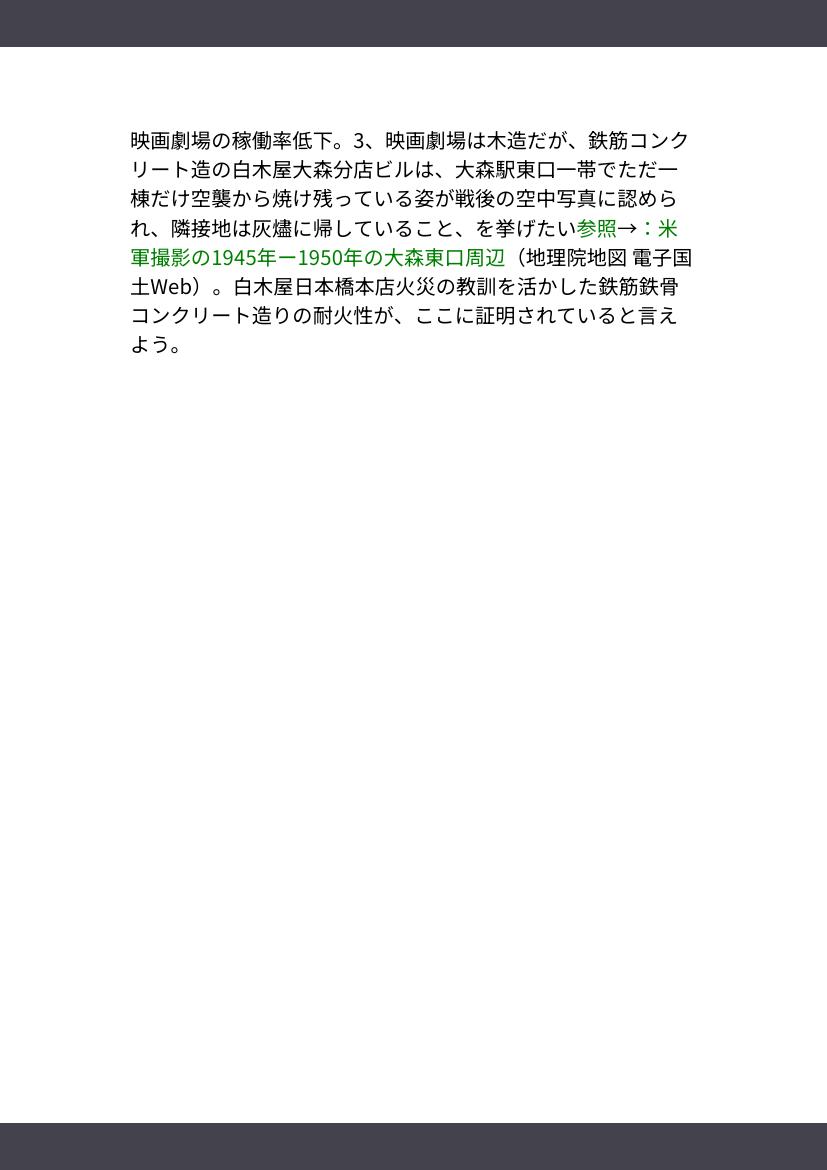 映画劇場の稼働率低下。3、映画劇場は木造だが、鉄筋コンク
リート造の白木屋大森分店ビルは、大森駅東口一帯でただ一
棟だけ空襲から焼け残っている姿が戦後の空中写真に認めら
れ、隣接地は灰燼に帰していること、を挙げたい参照→：米
軍撮影の1945年ー1950年の大森東口周辺（地理院地図 電子国
土Web）。白木屋日本橋本店火災の教訓を活かした鉄筋鉄骨
コンクリート造りの耐火性が、ここに証明されていると言え
よう。